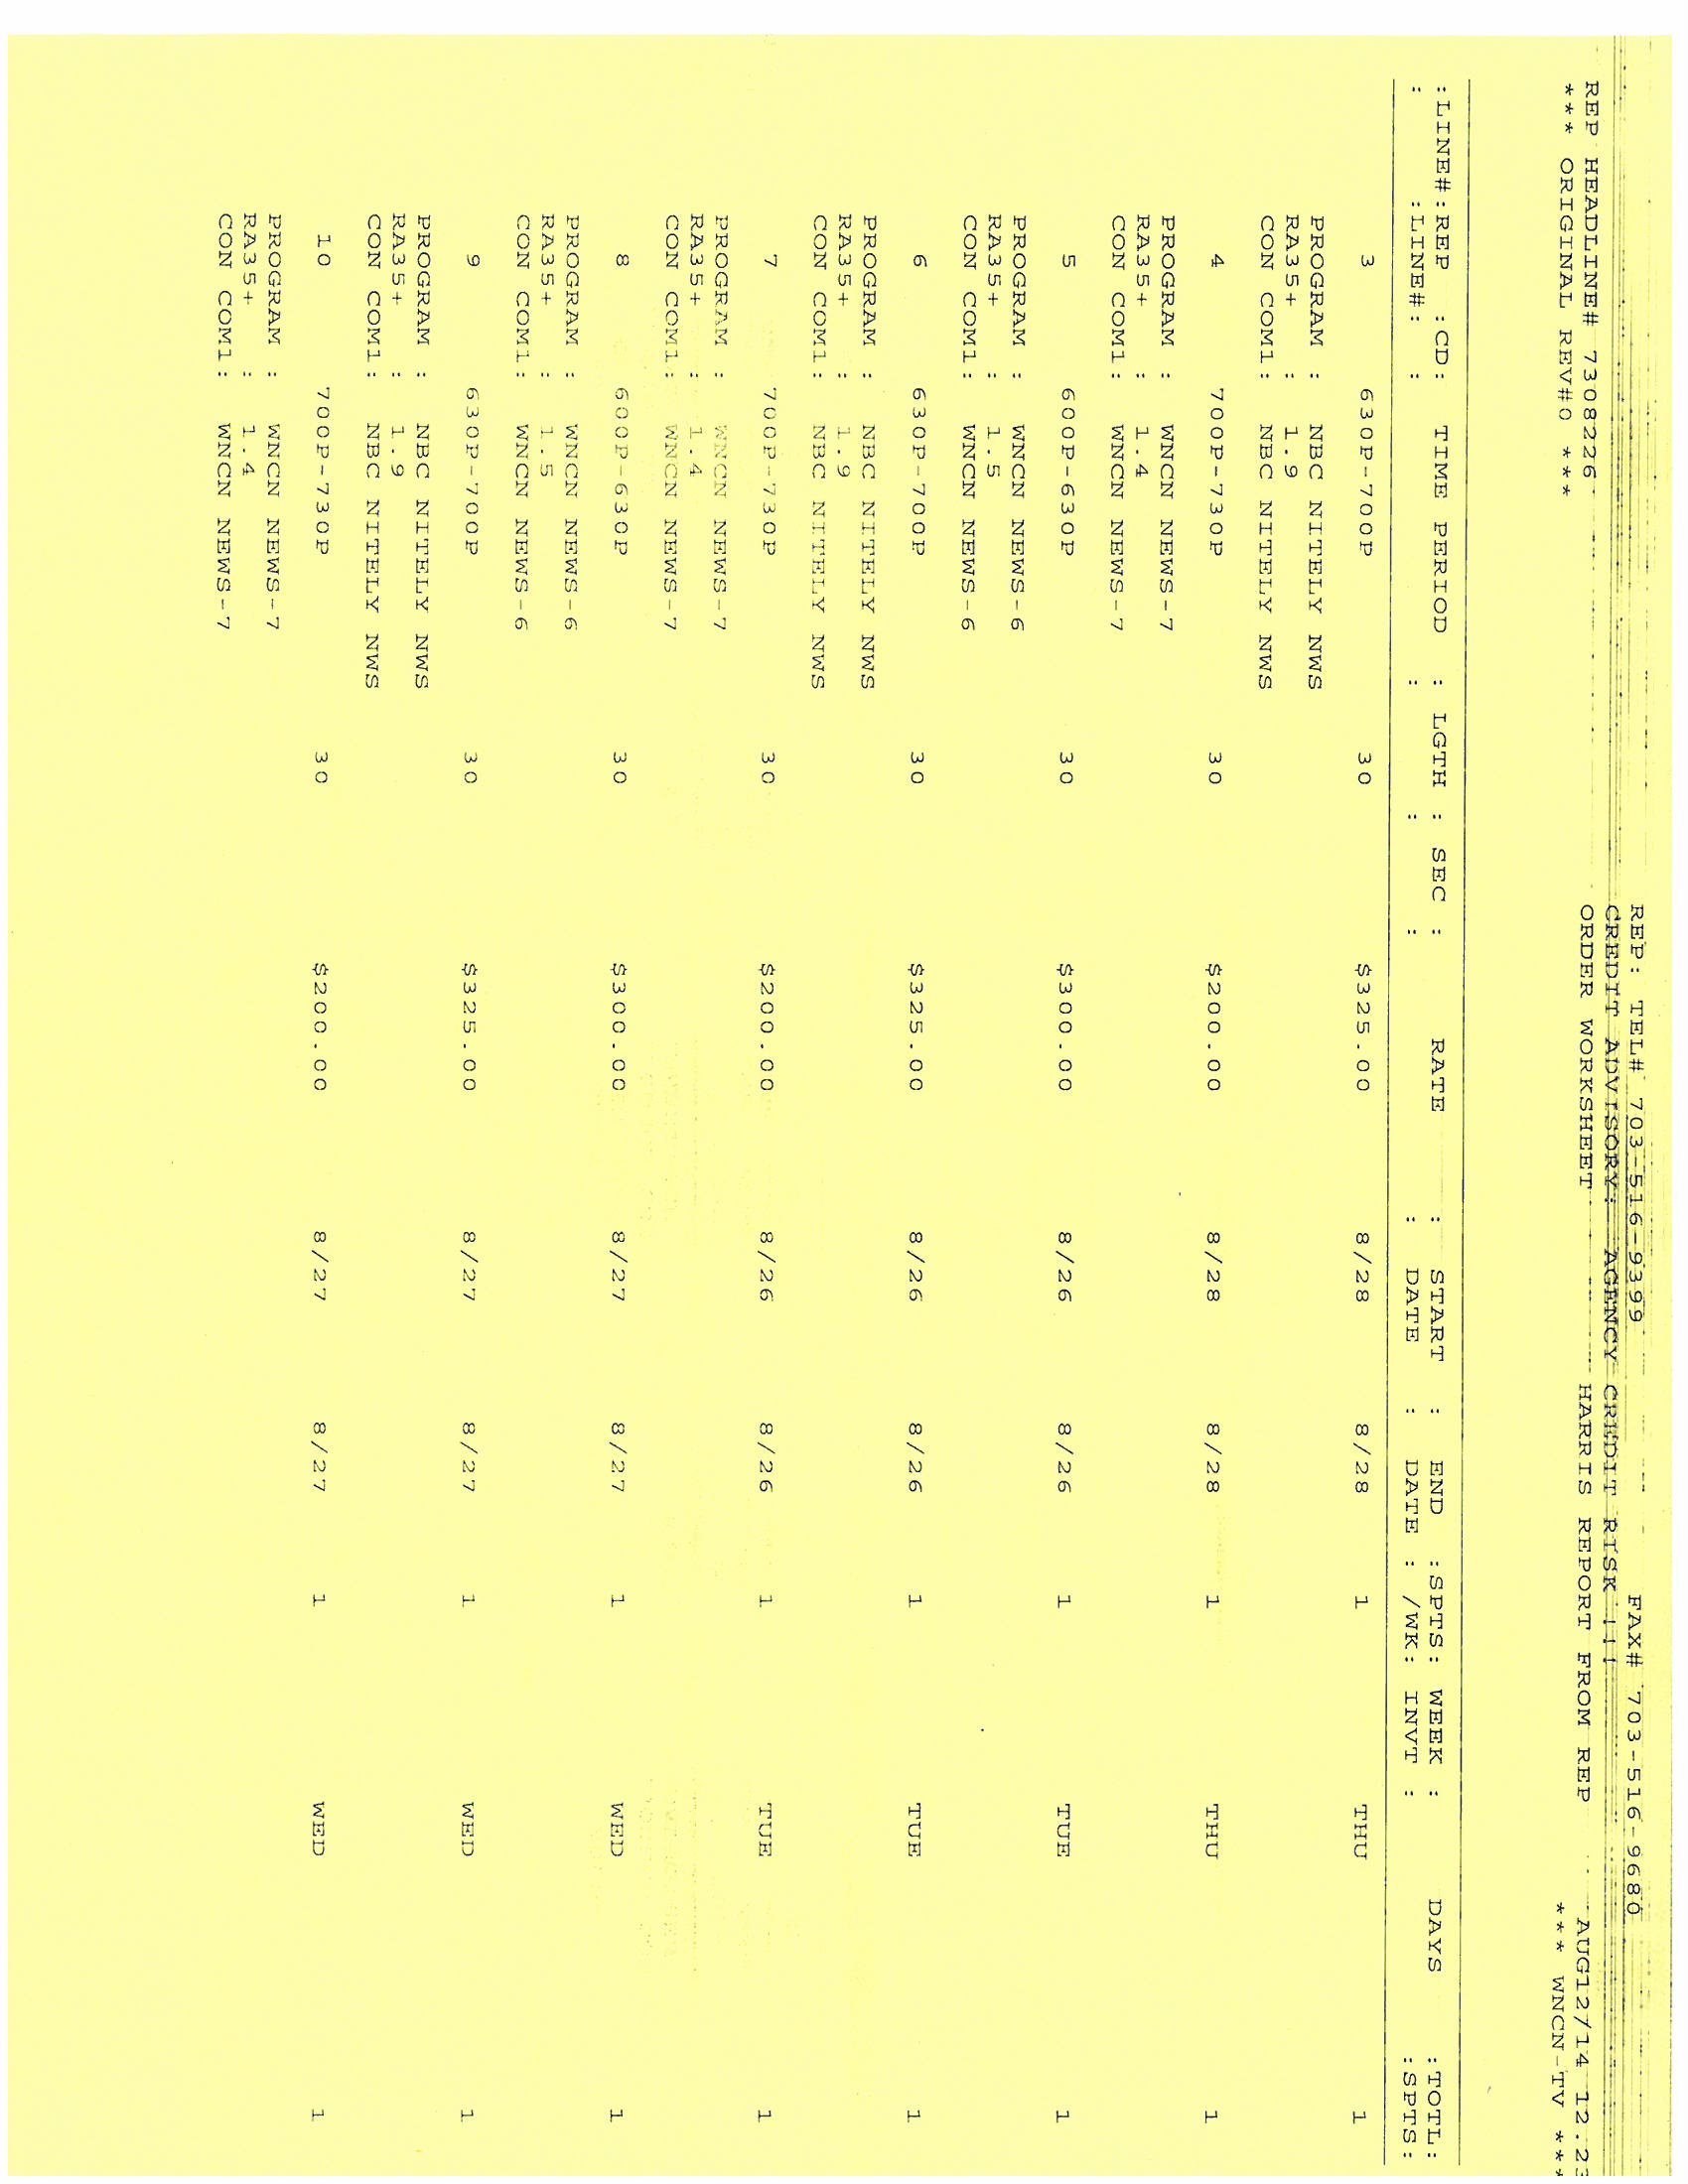 REP: TEL# 703-516-9399 FAX# 703-516-9680
CREDIT ADVISORY: AGENCY CREDIT RISK !!!
REP HEADLINE# 7308226 ORDER WORKSHEET HARRIS REPORT FROM REP AUG12/14 12.23
*** ORIGINAL REV#0 *** *** WNCN-TV ***
:LINE#:REP :CD: TIME PERIOD : LGTH : SEC : RATE : START : END :SPTS: WEEK : DAYS :TOTL:
: :LINE#: : : : : : DATE : DATE : /WK: INVT : :SPTS:
3 630P-700P 30 $325.00 8/28 8/28 1 THU 1
PROGRAM : NBC NITELY NWS
RA35+ : 1.9
CON COM1: NBC NITELY NWS
4 700P-730P 30 $200.00 8/28 8/28 1 THU 1
PROGRAM : WNCN NEWS-7
RA35+ : 1.4
CON COM1: WNCN NEWS-7
5 600P-630P 30 $300.00 8/26 8/26 1 TUE 1
PROGRAM : WNCN NEWS-6
RA35+ : 1.5
CON COM1: WNCN NEWS-6
6 630P-700P 30 $325.00 8/26 8/26 1 TUE 1
PROGRAM : NBC NITELY NWS
RA35+ : 1.9
CON COM1: NBC NITELY NWS
7 700P-730P 30 $200.00 8/26 8/26 1 TUE 1
PROGRAM : WNCN NEWS-7
RA35+ : 1.4
CON COM1: WNCN NEWS-7
8 600P-630P 30 $300.00 8/27 8/27 1 WED 1
PROGRAM : WNCN NEWS-6
RA35+ : 1.5
CON COM1: WNCN NEWS-6
9 630P-700P 30 $325.00 8/27 8/27 1 WED 1
PROGRAM : NBC NITELY NWS
RA35+ : 1.9
CON COM1: NBC NITELY NWS
10 700P-730P 30 $200.00 8/27 8/27 1 WED 1
PROGRAM : WNCN NEWS-7
RA35+ : 1.4
CON COM1: WNCN NEWS-7